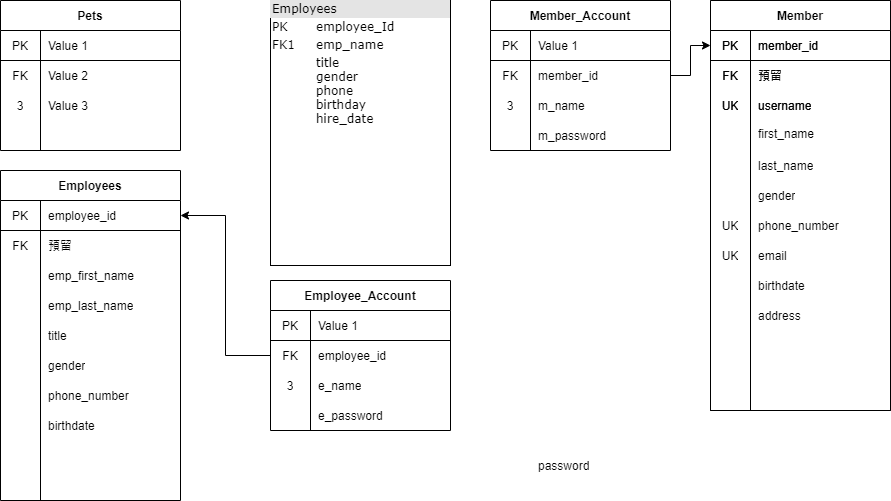 Pets
PK Value 1
FK Value 2
3 Value 3
Employees
PK employee_Id
FK1 emp_name
title
gender
phone
birthday
hire_date
Member_Account
PK Value 1
FK member_id
3 m_name
m_password
Member
PK member_id
FK 預留
UK username
first_name
last_name
gender
UK phone_number
UK email
birthdate
address
Employees
PK employee_id
FK 預留
emp_first_name
emp_last_name
title
gender
phone_number
birthdate
Employee_Account
PK Value 1
FK employee_id
3 e_name
e_password
password